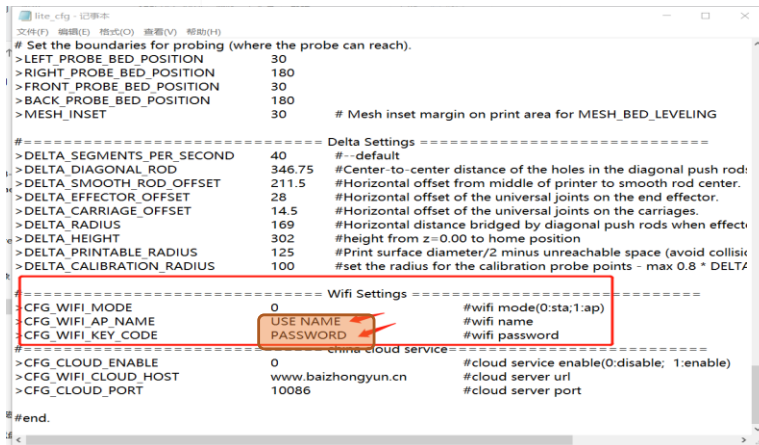 lite_cfg - 记事本
文件(F) 编辑(E) 格式(O) 查看(V) 帮助(H)
# Set the boundaries for probing (where the probe can reach).
>LEFT_PROBE_BED_POSITION 30
>RIGHT_PROBE_BED_POSITION 180
>FRONT_PROBE_BED_POSITION 30
>BACK_PROBE_BED_POSITION 180
>MESH_INSET 30 # Mesh inset margin on print area for MESH_BED_LEVELING
#============================ Delta Settings =============================
>DELTA_SEGMENTS_PER_SECOND 40 #--default
>DELTA_DIAGONAL_ROD 346.75 #Center-to-center distance of the holes in the diagonal push rods
>DELTA_SMOOTH_ROD_OFFSET 211.5 #Horizontal offset from middle of printer to smooth rod center.
>DELTA_EFFECTOR_OFFSET 28 #Horizontal offset of the universal joints on the end effector.
>DELTA_CARRIAGE_OFFSET 14.5 #Horizontal offset of the universal joints on the carriages.
>DELTA_RADIUS 169 #Horizontal distance bridged by diagonal push rods when effect
>DELTA_HEIGHT 302 #height from z=0.00 to home position
>DELTA_PRINTABLE_RADIUS 125 #Print surface diameter/2 minus unreachable space (avoid collisi
>DELTA_CALIBRATION_RADIUS 100 #set the radius for the calibration probe points - max 0.8 * DELTA
#============================ Wifi Settings =============================
>CFG_WIFI_MODE 0 #wifi mode(0:sta;1:ap)
>CFG_WIFI_AP_NAME USE NAME #wifi name
>CFG_WIFI_KEY_CODE PASSWORD #wifi password
#============================china cloud service=========================
>CFG_CLOUD_ENABLE 0 #cloud service enable(0:disable; 1:enable)
>CFG_WIFI_CLOUD_HOST www.baizhongyun.cn #cloud server url
>CFG_CLOUD_PORT 10086 #cloud server port
#end.